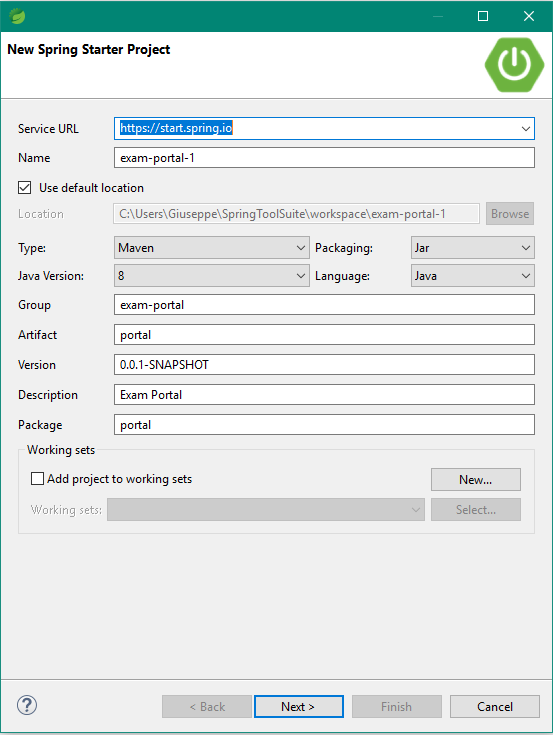 New Spring Starter Project
Service URL https://start.spring.io
Name exam-portal-1
Use default location
Location C:\Users\Giuseppe\SpringToolSuite\workspace\exam-portal-1 Browse
Type: Maven Packaging: Jar
Java Version: 8 Language: Java
Group exam-portal
Artifact portal
Version 0.0.1-SNAPSHOT
Description Exam Portal
Package portal
Working sets
Add project to working sets New...
Working sets: Select...
? < Back Next > Finish Cancel